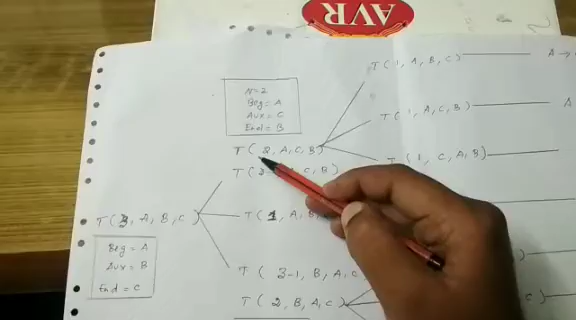 AVR
T(1, A, B, C)
A →
N=2
Beg = A
Aux = C
End = B
T(1, A, C, B)
A
T(2, A, C, B)
T(1, C, A, B)
C, B)
T(3, A, B, C)
T(1, A, B,
Beg = A
Aux = B
End = C
T(3-1, B, A, C
T(2, B, A, C)
C)